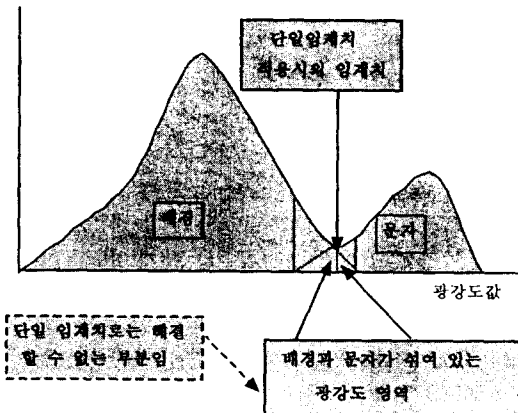 단일임계치
적용시의 임계치
배경
문자
광강도값
단일 임계치로는 해결
할 수 없는 부분임
배경과 문자가 섞여 있는
광강도 영역